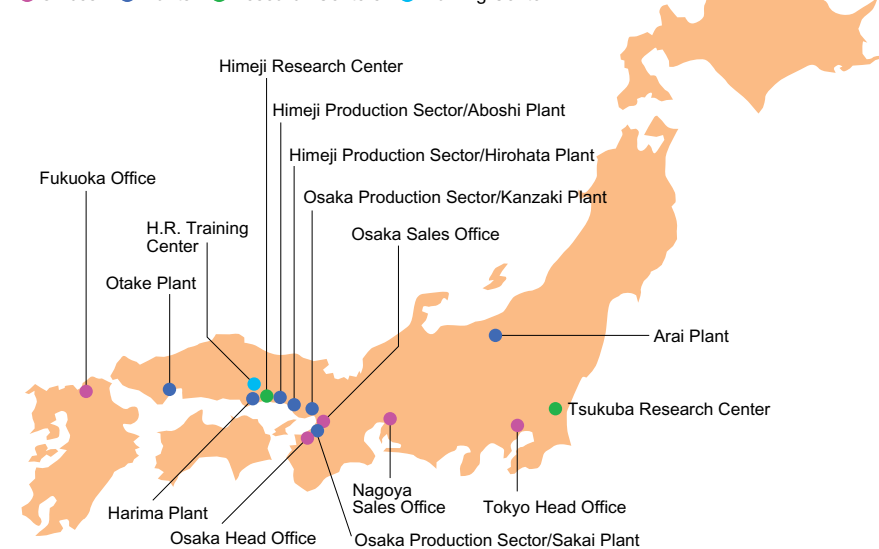 Himeji Research Center
Himeji Production Sector/Aboshi Plant
Himeji Production Sector/Hirohata Plant
Fukuoka Office
Osaka Production Sector/Kanzaki Plant
H.R. Training
Center
Osaka Sales Office
Otake Plant
Arai Plant
Tsukuba Research Center
Nagoya
Sales Office
Tokyo Head Office
Harima Plant
Osaka Head Office
Osaka Production Sector/Sakai Plant